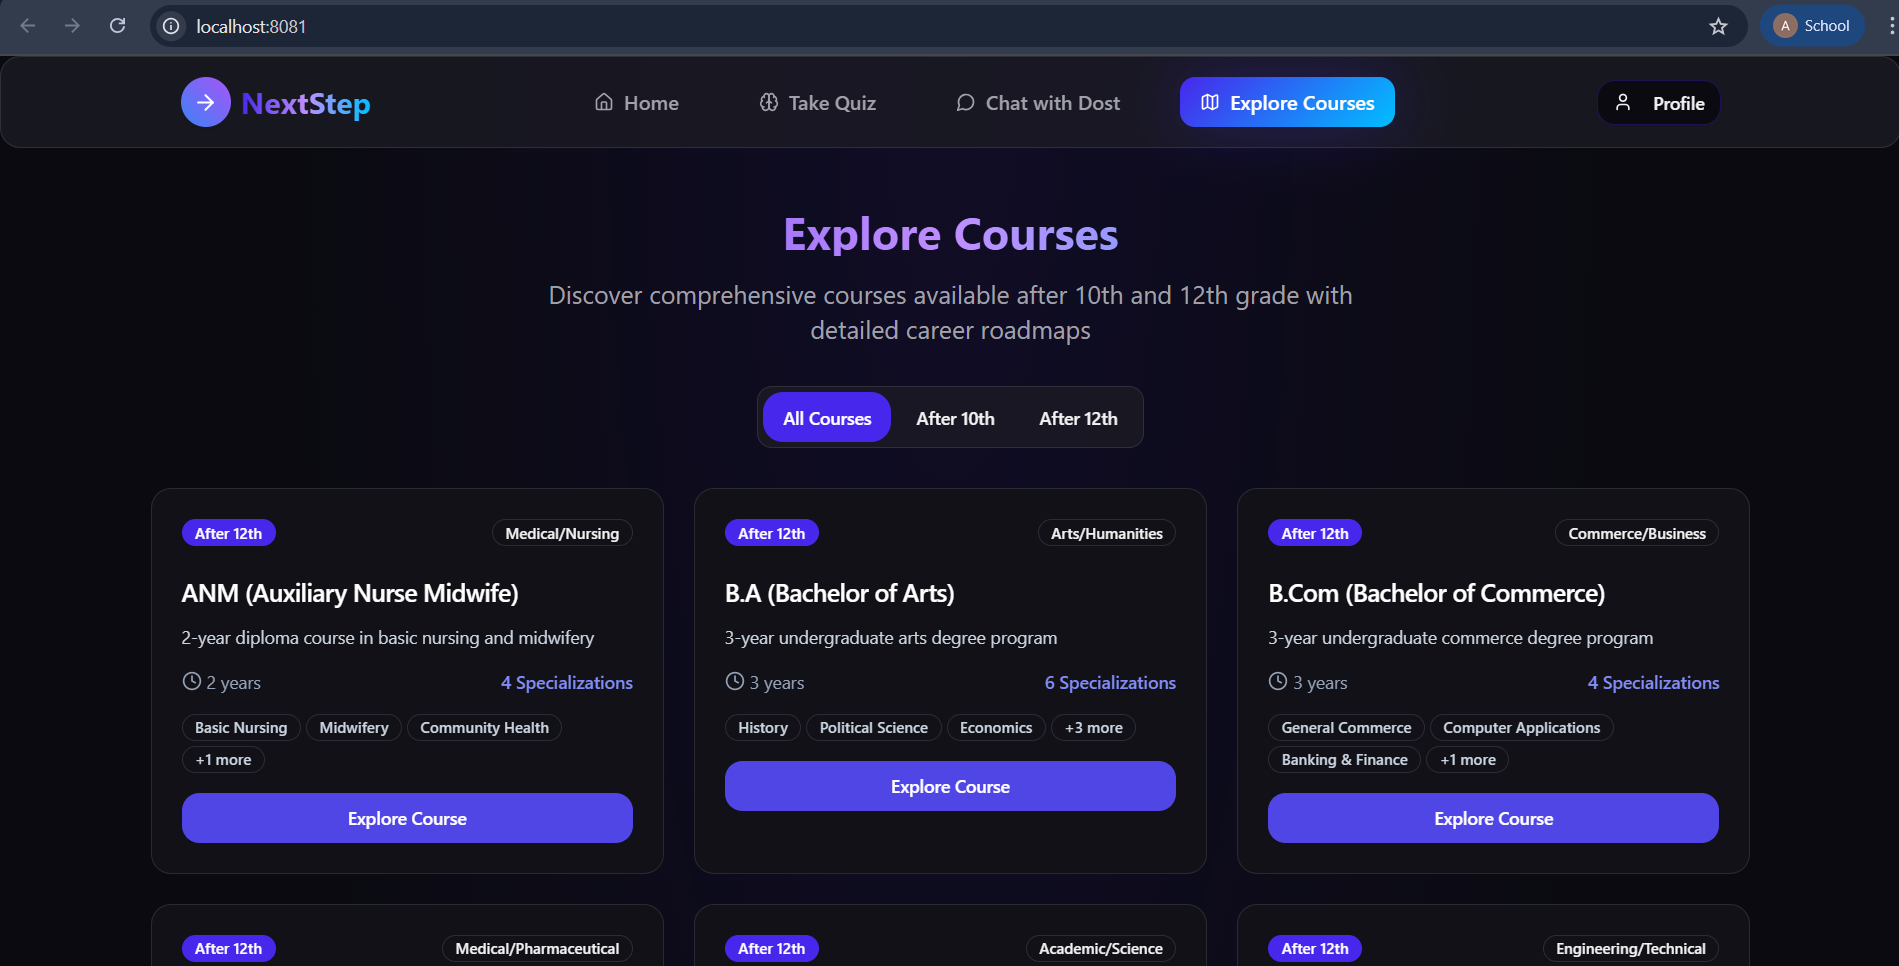 localhost:8081
A School
NextStep
Home
Take Quiz
Chat with Dost
Explore Courses
Profile
Explore Courses
Discover comprehensive courses available after 10th and 12th grade with
detailed career roadmaps
All Courses
After 10th
After 12th
After 12th
Medical/Nursing
ANM (Auxiliary Nurse Midwife)
2-year diploma course in basic nursing and midwifery
2 years
4 Specializations
Basic Nursing
Midwifery
Community Health
+1 more
Explore Course
After 12th
Arts/Humanities
B.A (Bachelor of Arts)
3-year undergraduate arts degree program
3 years
6 Specializations
History
Political Science
Economics
+3 more
Explore Course
After 12th
Commerce/Business
B.Com (Bachelor of Commerce)
3-year undergraduate commerce degree program
3 years
4 Specializations
General Commerce
Computer Applications
Banking & Finance
+1 more
Explore Course
After 12th
Medical/Pharmaceutical
After 12th
Academic/Science
After 12th
Engineering/Technical